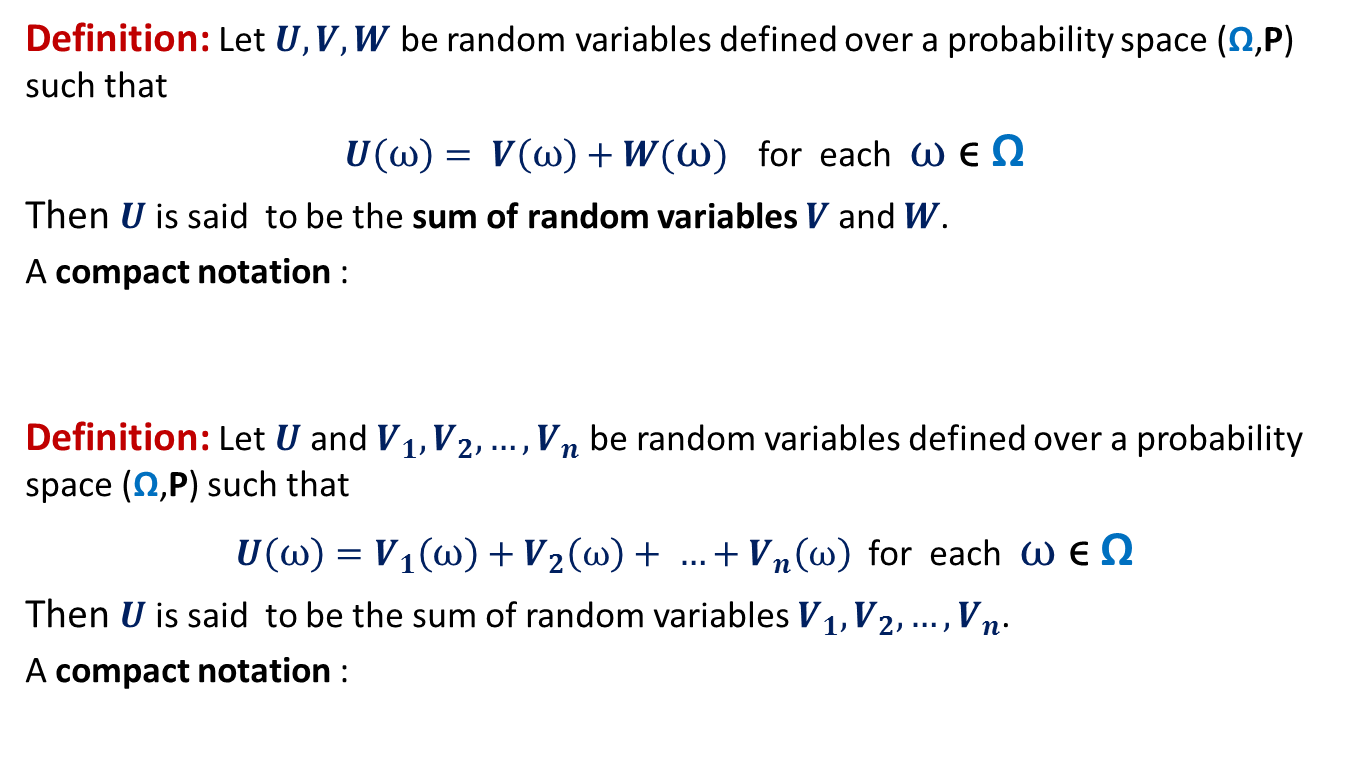 Definition: Let U, V, W be random variables defined over a probability space (Ω,P)
such that
U(ω) = V(ω) + W(ω) for each ω ϵ Ω
Then U is said to be the sum of random variables V and W.
A compact notation :
Definition: Let U and V₁, V₂, … , Vₙ be random variables defined over a probability
space (Ω,P) such that
U(ω) = V₁(ω) + V₂(ω) + … + Vₙ(ω) for each ω ϵ Ω
Then U is said to be the sum of random variables V₁, V₂, … , Vₙ.
A compact notation :